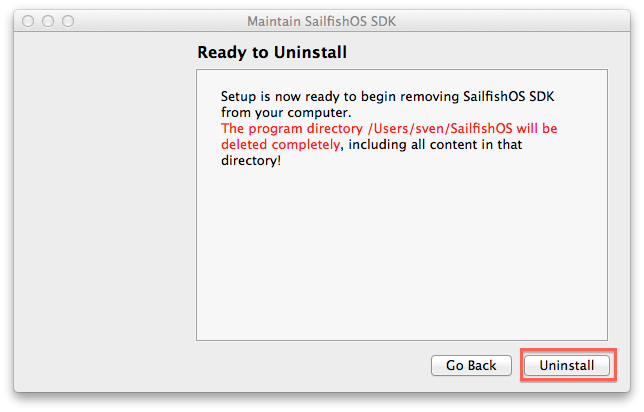 Maintain SailfishOS SDK
Ready to Uninstall
Setup is now ready to begin removing SailfishOS SDK
from your computer.
The program directory /Users/sven/SailfishOS will be
deleted completely, including all content in that
directory!
Go Back
Uninstall